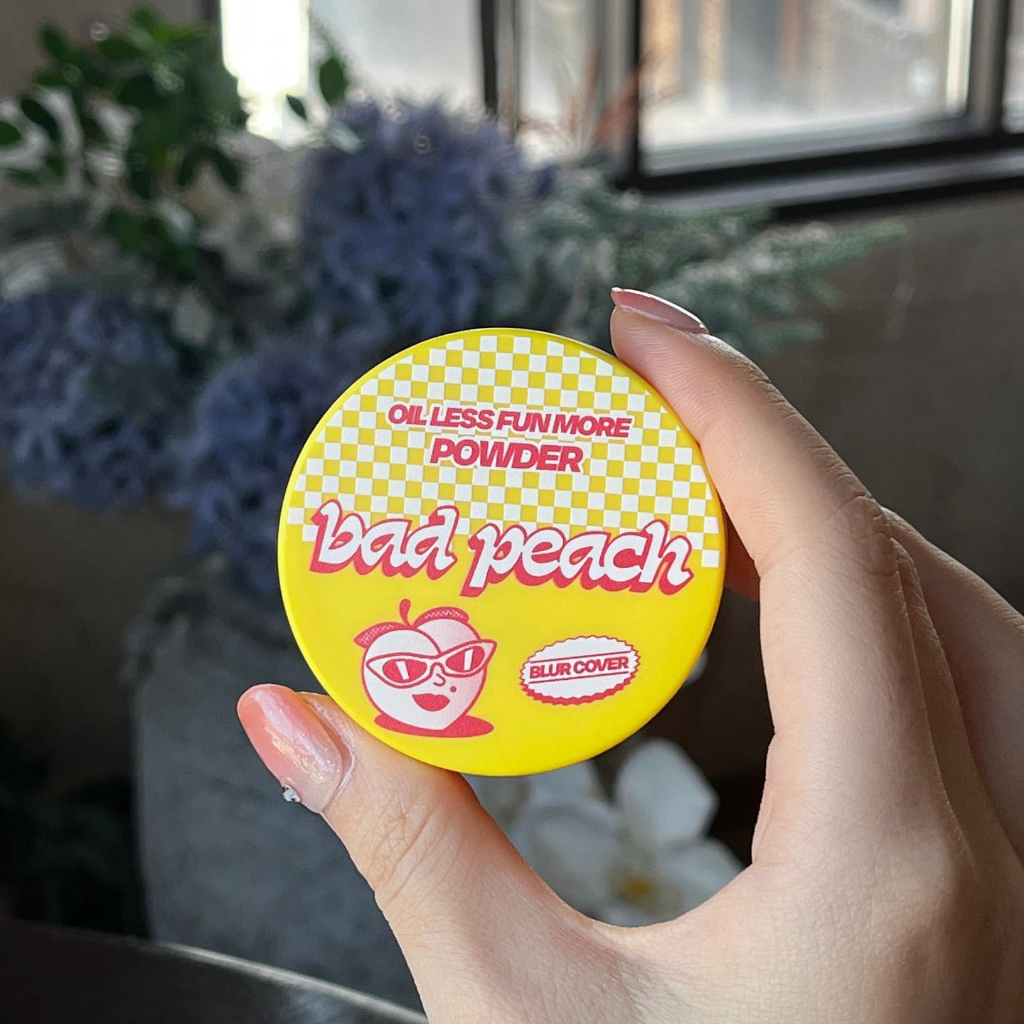 OIL LESS FUN MORE
POWDER
bad peach
BLUR COVER